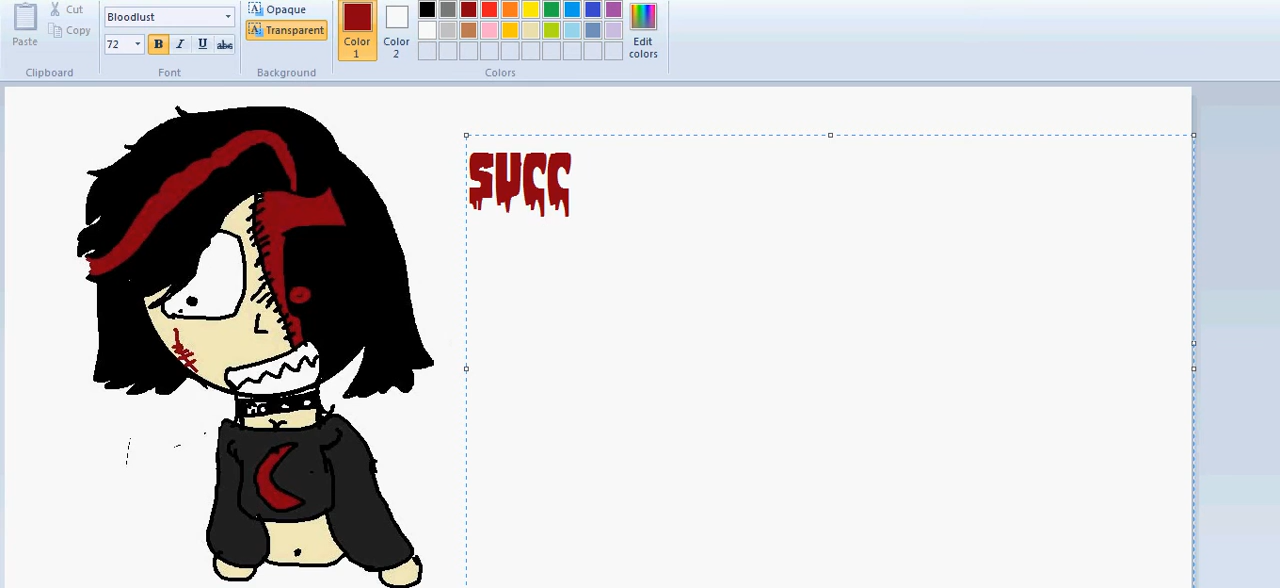 Cut
Copy
Paste
Clipboard
Bloodlust
72
B I U abc
Font
Opaque
Transparent
Background
Color 1
Color 2
Edit colors
Colors
SUCC